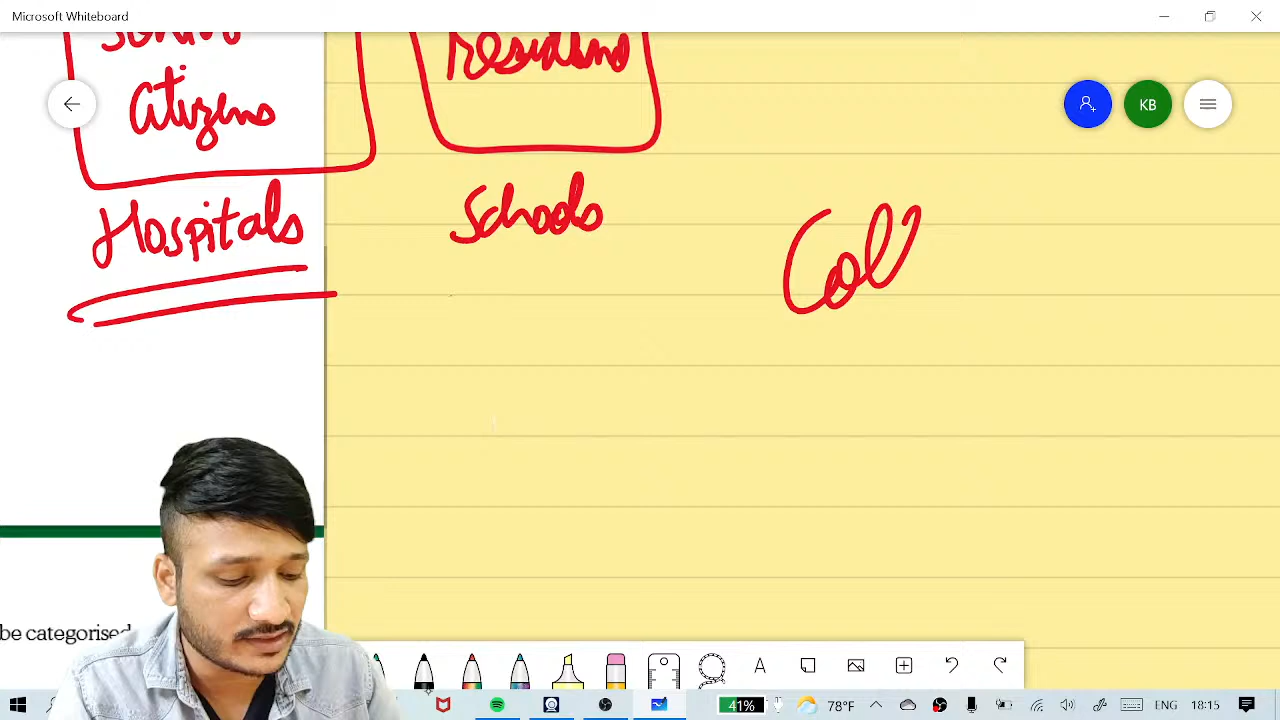 Microsoft Whiteboard
citizens
Hospitals
Schools
Coll
KB
be categorised
A
41%
78°F
ENG
18:15